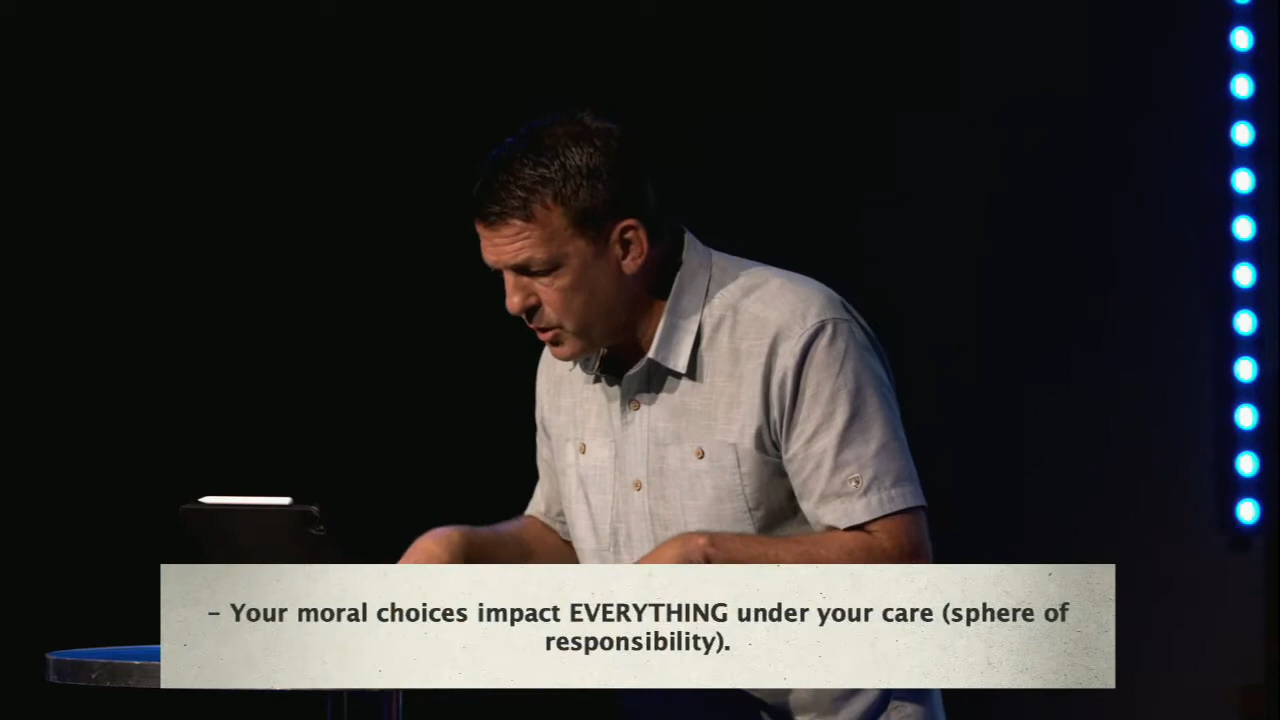 – Your moral choices impact EVERYTHING under your care (sphere of
responsibility).